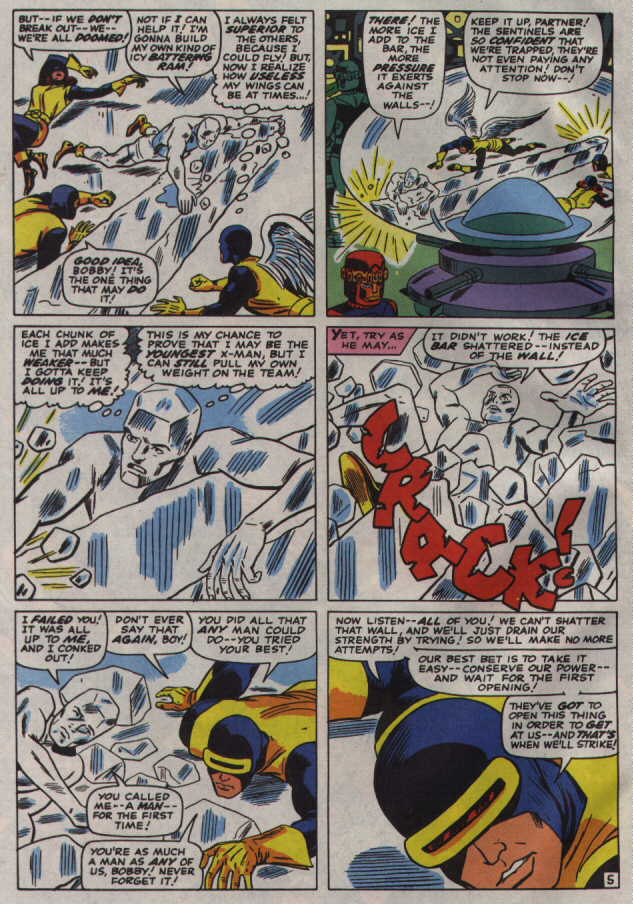 BUT--IF WE DON'T
BREAK OUT--WE--
WE'RE ALL DOOMED!
NOT IF I CAN
HELP IT! I'M
GONNA BUILD
MY OWN KIND OF
ICY BATTERING
RAM!
I ALWAYS FELT
SUPERIOR TO
THE OTHERS,
BECAUSE I
COULD FLY! BUT,
NOW I REALIZE
HOW USELESS
MY WINGS CAN
BE AT TIMES...!
GOOD IDEA,
BOBBY! IT'S
THE ONE THING
THAT MAY DO
IT!
THERE! THE
MORE ICE I
ADD TO THE
BAR, THE
MORE
PRESSURE
IT EXERTS
AGAINST
THE
WALLS--!
KEEP IT UP, PARTNER!
THE SENTINELS ARE
SO CONFIDENT THAT
WE'RE TRAPPED, THEY'RE
NOT EVEN PAYING ANY
ATTENTION! DON'T
STOP NOW--!
EACH CHUNK OF
ICE I ADD MAKES
ME THAT MUCH
WEAKER--BUT
I GOTTA KEEP
DOING IT! IT'S
ALL UP TO ME!
THIS IS MY CHANCE TO
PROVE THAT I MAY BE THE
YOUNGEST X-MAN, BUT I
CAN STILL PULL MY OWN
WEIGHT ON THE TEAM!
YET, TRY AS
HE MAY...
IT DIDN'T WORK! THE ICE
BAR SHATTERED--INSTEAD
OF THE WALL!
CRACK!
I FAILED YOU!
IT WAS ALL
UP TO ME,
AND I CONKED
OUT!
DON'T EVER
SAY THAT
AGAIN, BOY!
YOU DID ALL THAT
ANY MAN COULD
DO--YOU TRIED
YOUR BEST!
YOU CALLED
ME--A MAN--
FOR THE FIRST
TIME!
YOU'RE AS MUCH
A MAN AS ANY OF
US, BOBBY! NEVER
FORGET IT!
NOW LISTEN--ALL OF YOU! WE CAN'T SHATTER
THAT WALL, AND WE'LL JUST DRAIN OUR
STRENGTH BY TRYING! SO WE'LL MAKE NO MORE
ATTEMPTS!
OUR BEST BET IS TO TAKE IT
EASY--CONSERVE OUR POWER--
AND WAIT FOR THE FIRST
OPENING!
THEY'VE GOT TO
OPEN THIS THING
IN ORDER TO GET
AT US--AND THAT'S
WHEN WE'LL STRIKE!
5